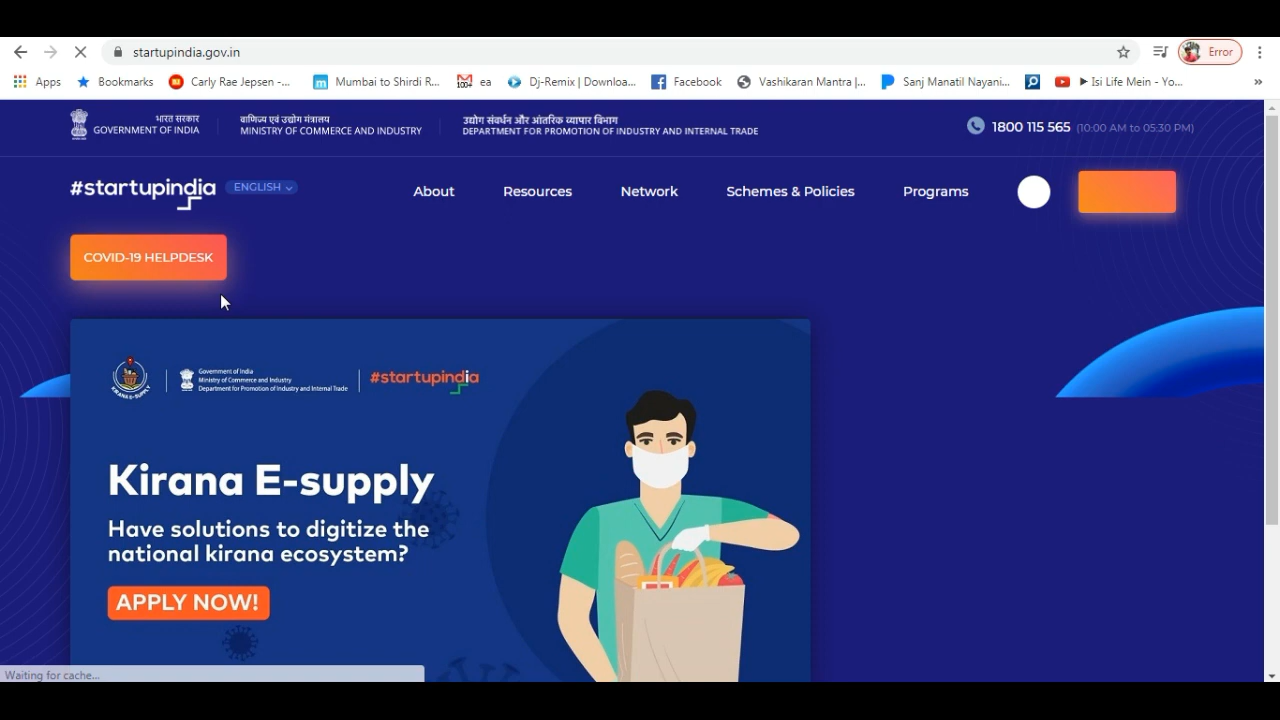 startupindia.gov.in
Error
Apps
Bookmarks
Carly Rae Jepsen -...
Mumbai to Shirdi R...
100+
ea
Dj-Remix | Downloa...
Facebook
Vashikaran Mantra |...
Sanj Manatil Nayani...
Isi Life Mein - Yo...
»
भारत सरकार
GOVERNMENT OF INDIA
वाणिज्य एवं उद्योग मंत्रालय
MINISTRY OF COMMERCE AND INDUSTRY
उद्योग संवर्धन और आंतरिक व्यापार विभाग
DEPARTMENT FOR PROMOTION OF INDUSTRY AND INTERNAL TRADE
1800 115 565 (10:00 AM to 05:30 PM)
#startupindia
ENGLISH
About
Resources
Network
Schemes & Policies
Programs
COVID-19 HELPDESK
KIRANA E-SUPPLY
Government of India
Ministry of Commerce and Industry
Department for Promotion of Industry and Internal Trade
#startupindia
Kirana E-supply
Have solutions to digitize the
national kirana ecosystem?
APPLY NOW!
Waiting for cache...